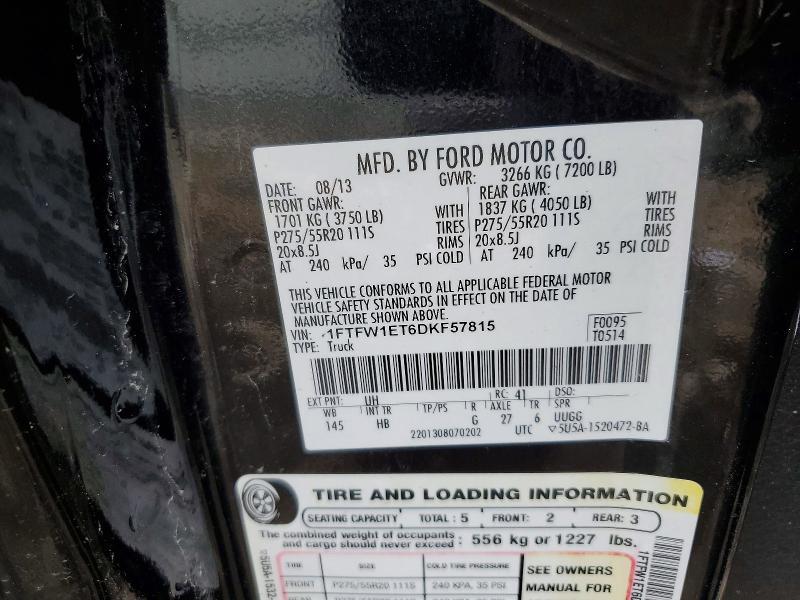 MFD. BY FORD MOTOR CO.
DATE: 08/13 GVWR: 3266 KG ( 7200 LB)
FRONT GAWR: REAR GAWR:
1701 KG ( 3750 LB) WITH 1837 KG ( 4050 LB) WITH
P275/55R20 111S TIRES P275/55R20 111S TIRES
20x8.5J RIMS 20x8.5J RIMS
AT 240 kPa/ 35 PSI COLD AT 240 kPa/ 35 PSI COLD
THIS VEHICLE CONFORMS TO ALL APPLICABLE FEDERAL MOTOR
VEHICLE SAFETY STANDARDS IN EFFECT ON THE DATE OF
MANUFACTURE SHOWN ABOVE.
VIN: 1FTFW1ET6DKF57815 F0095
TYPE: Truck T0514
EXT PNT: UH RC: 41 DSO:
WB INT TR TP/PS R AXLE TR SPR
145 HB G 27 6 UUGG
2201308070202 UTC ▽5U5A-1520472-BA
TIRE AND LOADING INFORMATION
SEATING CAPACITY TOTAL : 5 FRONT: 2 REAR: 3
The combined weight of occupants
and cargo should never exceed : 556 kg or 1227 lbs.
TIRE SIZE COLD TIRE PRESSURE SEE OWNERS
FRONT P275/55R20 111S 240 KPA, 35 PSI MANUAL FOR